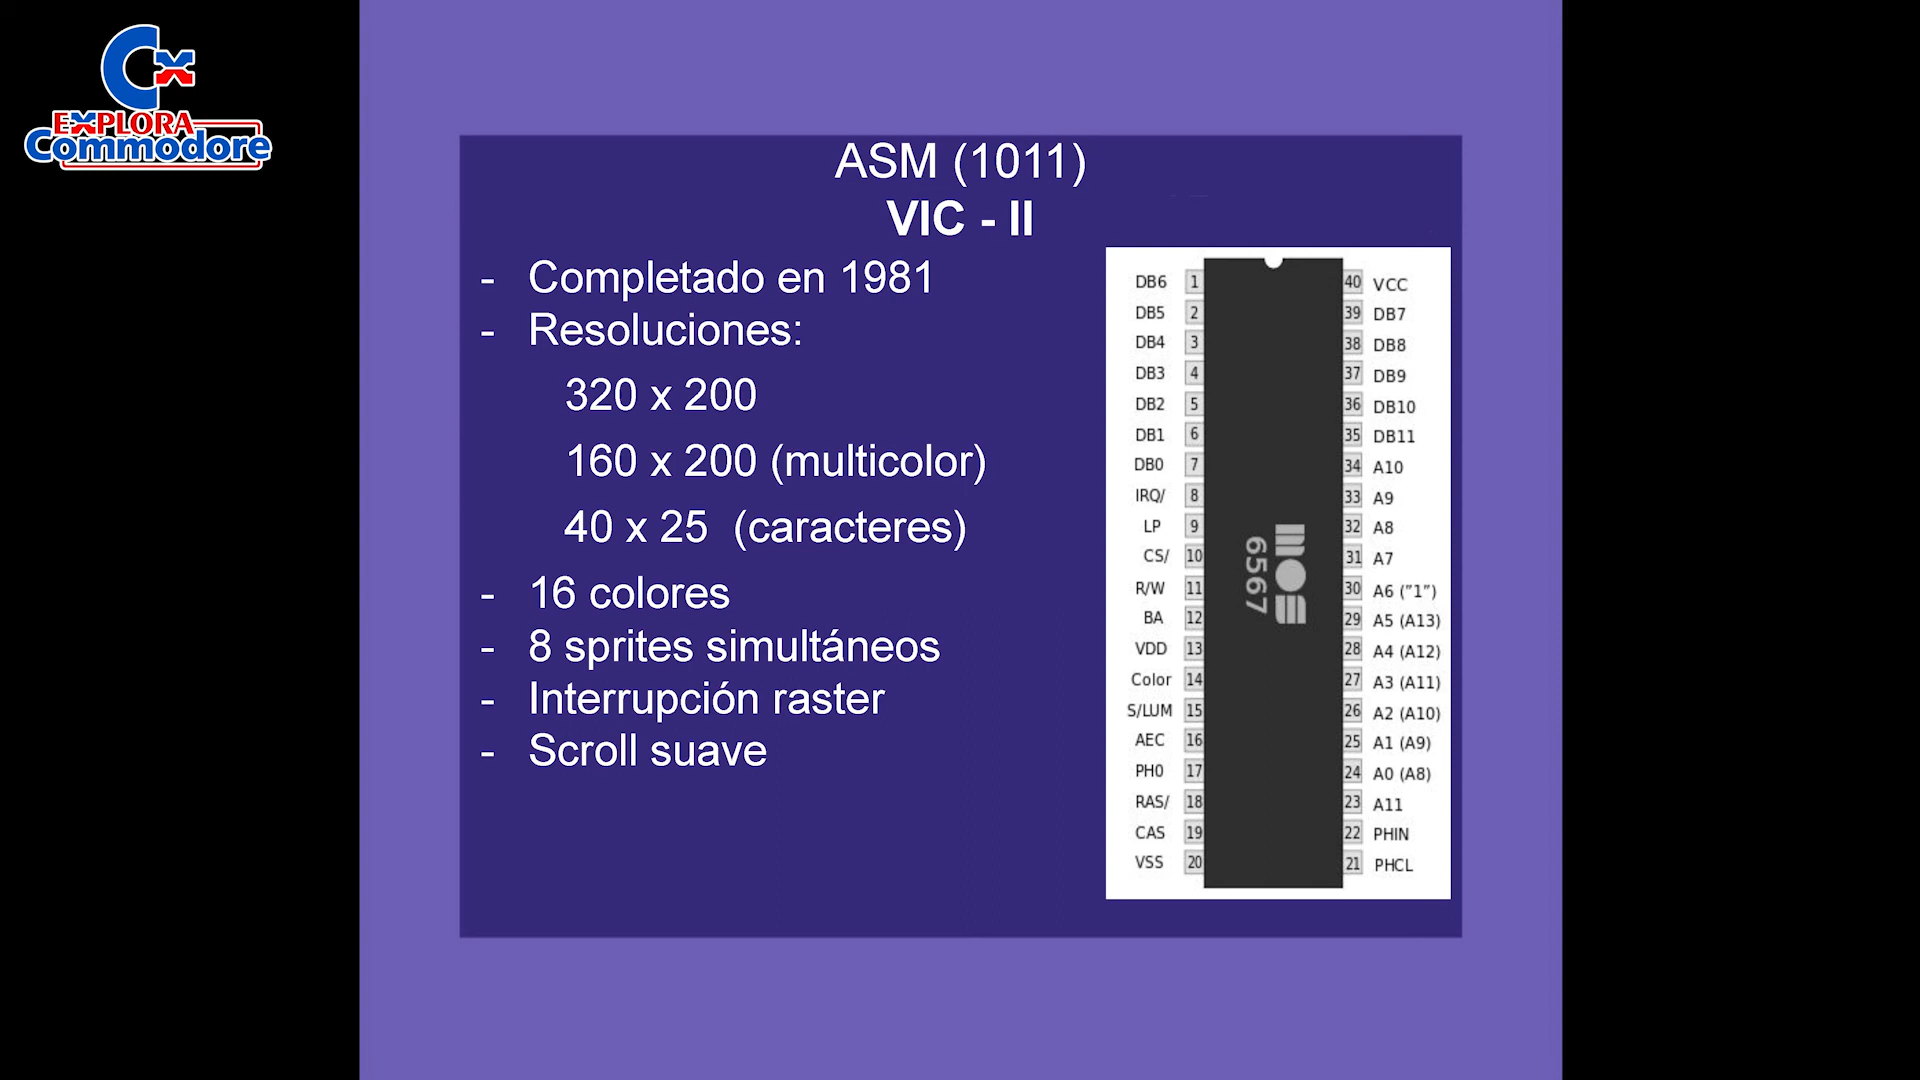 Cx
EXPLORA
Commodore
ASM (1011)
VIC - II
- Completado en 1981
- Resoluciones:
320 x 200
160 x 200 (multicolor)
40 x 25 (caracteres)
- 16 colores
- 8 sprites simultáneos
- Interrupción raster
- Scroll suave
DB6 1 40 VCC
DB5 2 39 DB7
DB4 3 38 DB8
DB3 4 37 DB9
DB2 5 36 DB10
DB1 6 35 DB11
DB0 7 34 A10
IRQ/ 8 33 A9
LP 9 32 A8
CS/ 10 31 A7
R/W 11 30 A6 ("1")
BA 12 29 A5 (A13)
VDD 13 28 A4 (A12)
Color 14 27 A3 (A11)
S/LUM 15 26 A2 (A10)
AEC 16 25 A1 (A9)
PH0 17 24 A0 (A8)
RAS/ 18 23 A11
CAS 19 22 PHIN
VSS 20 21 PHCL
mos
6567